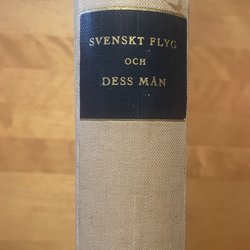 SVENSKT FLYG
OCH
DESS MÄN